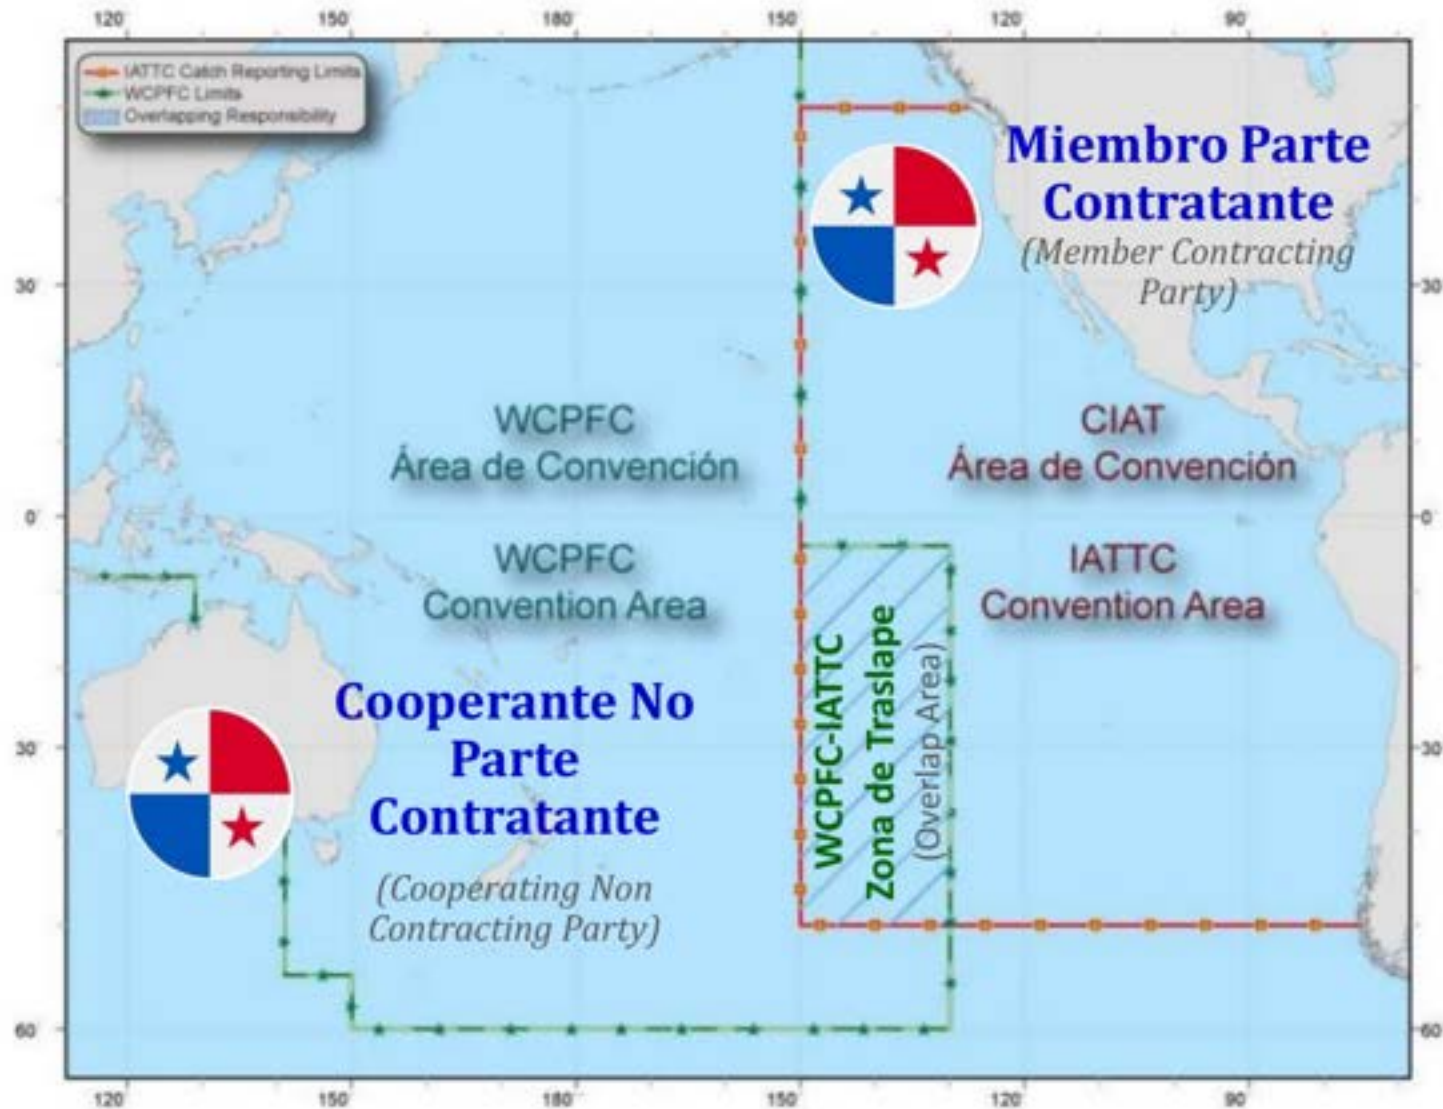 120 150 180 150 120 90
IATTC Catch Reporting Limits
WCPFC Limits
Overlapping Responsibility
Miembro Parte
Contratante
(Member Contracting
Party)
30 30
WCPFC
Área de Convención
CIAT
Área de Convención
0 0
WCPFC
Convention Area
IATTC
Convention Area
WCPFC-IATTC
Zona de Traslape
(Overlap Area)
Cooperante No
Parte
Contratante
30 30
(Cooperating Non
Contracting Party)
60 60
120 150 180 150 120 90